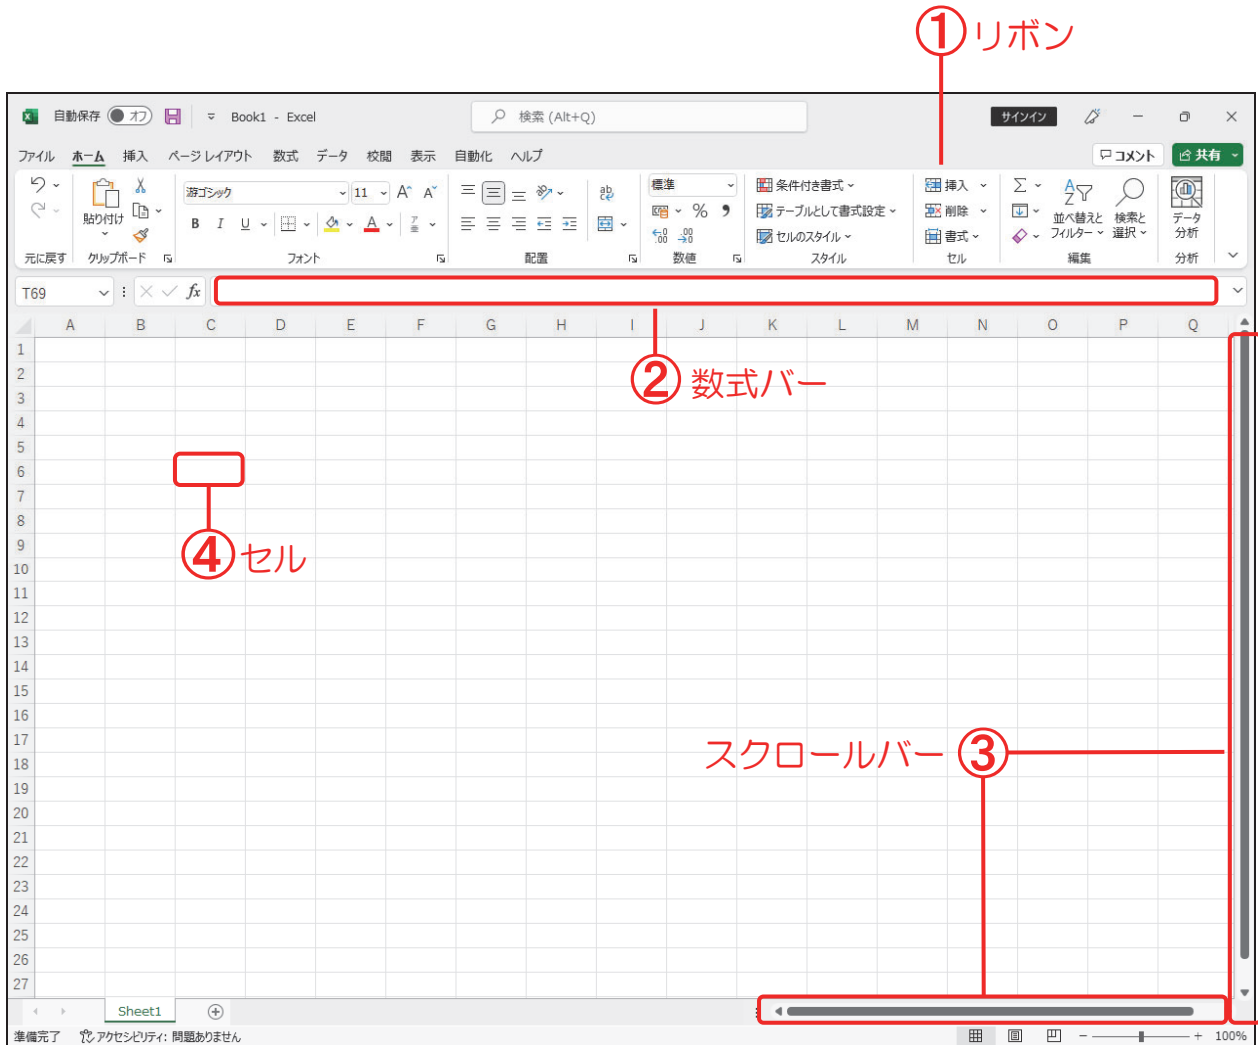 ① リボン
自動保存 オフ Book1 - Excel 検索 (Alt+Q) サインイン
ファイル ホーム 挿入 ページ レイアウト 数式 データ 校閲 表示 自動化 ヘルプ コメント 共有
貼り付け
游ゴシック 11 A A
B I U A
ab
標準
% 9
.00
条件付き書式
テーブルとして書式設定
セルのスタイル
挿入
削除
書式
Σ
並べ替えと
フィルター
検索と
選択
データ
分析
元に戻す クリップボード フォント 配置 数値 スタイル セル 編集 分析
T69 fx
A B C D E F G H I J K L M N O P Q
② 数式バー
1
2
3
4
5
6
7
8
9
10
11
12
13
14
15
16
17
18
19
20
21
22
23
24
25
26
27
④ セル
スクロールバー ③
Sheet1
準備完了 アクセシビリティ: 問題ありません 100%